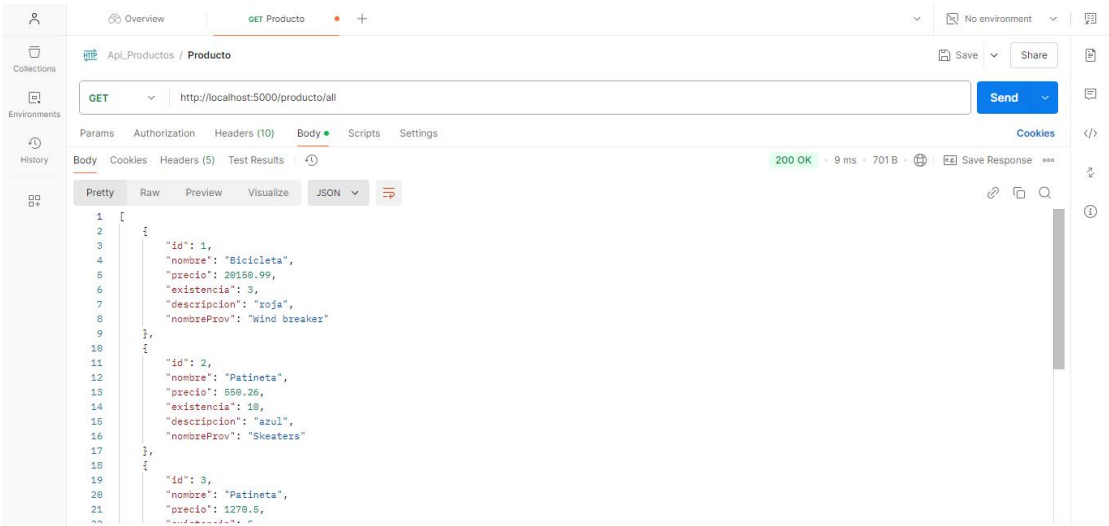 Overview
GET Producto
No environment
Collections
HTTP Api_Productos / Producto
Save
Share
Environments
GET http://localhost:5000/producto/all
Send
History
Params Authorization Headers (10) Body Scripts Settings
Cookies
Body Cookies Headers (5) Test Results
200 OK 9 ms 701 B
Save Response
Pretty Raw Preview Visualize JSON
1 [
2 {
3 "id": 1,
4 "nombre": "Bicicleta",
5 "precio": 20150.99,
6 "existencia": 3,
7 "descripcion": "roja",
8 "nombreProv": "Wind breaker"
9 },
10 {
11 "id": 2,
12 "nombre": "Patineta",
13 "precio": 550.26,
14 "existencia": 10,
15 "descripcion": "azul",
16 "nombreProv": "Skeaters"
17 },
18 {
19 "id": 3,
20 "nombre": "Patineta",
21 "precio": 1270.5,